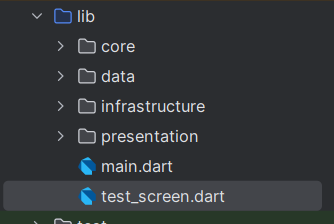 lib
core
data
infrastructure
presentation
main.dart
test_screen.dart